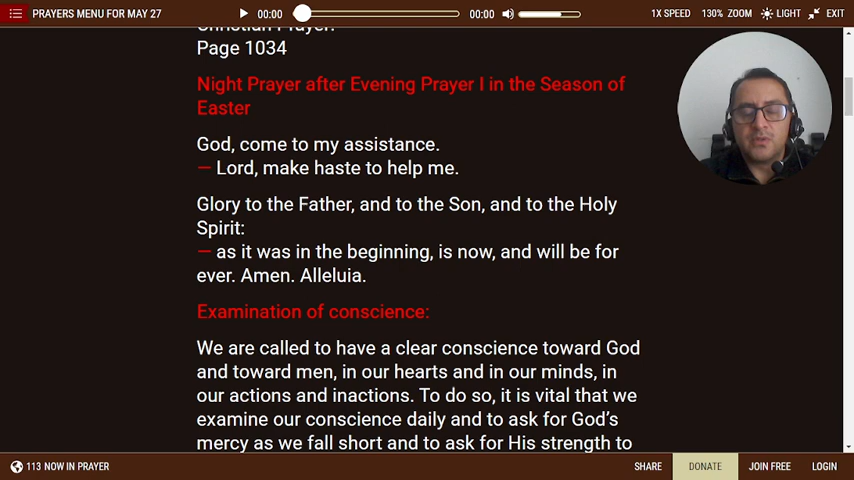 PRAYERS MENU FOR MAY 27
00:00
00:00
1X SPEED
130% ZOOM
LIGHT
EXIT
Christian Prayer:
Page 1034
Night Prayer after Evening Prayer I in the Season of
Easter
God, come to my assistance.
— Lord, make haste to help me.
Glory to the Father, and to the Son, and to the Holy
Spirit:
— as it was in the beginning, is now, and will be for
ever. Amen. Alleluia.
Examination of conscience:
We are called to have a clear conscience toward God
and toward men, in our hearts and in our minds, in
our actions and inactions. To do so, it is vital that we
examine our conscience daily and to ask for God's
mercy as we fall short and to ask for His strength to
113 NOW IN PRAYER
SHARE
DONATE
JOIN FREE
LOGIN